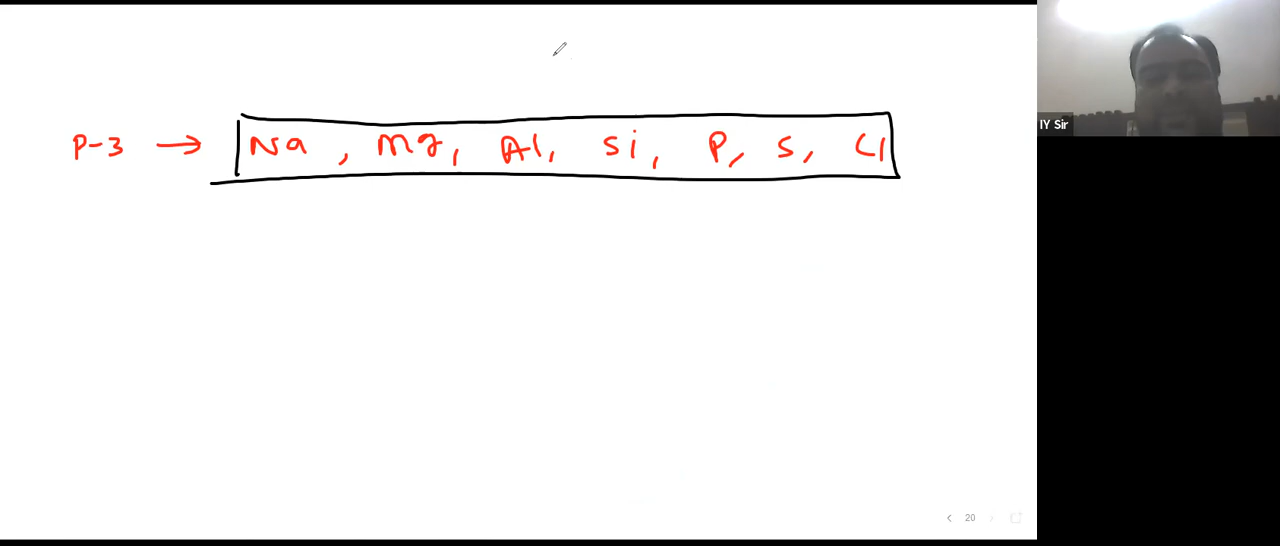 P-3 → Na, Mg, Al, Si, P, S, Cl
IY Sir
20